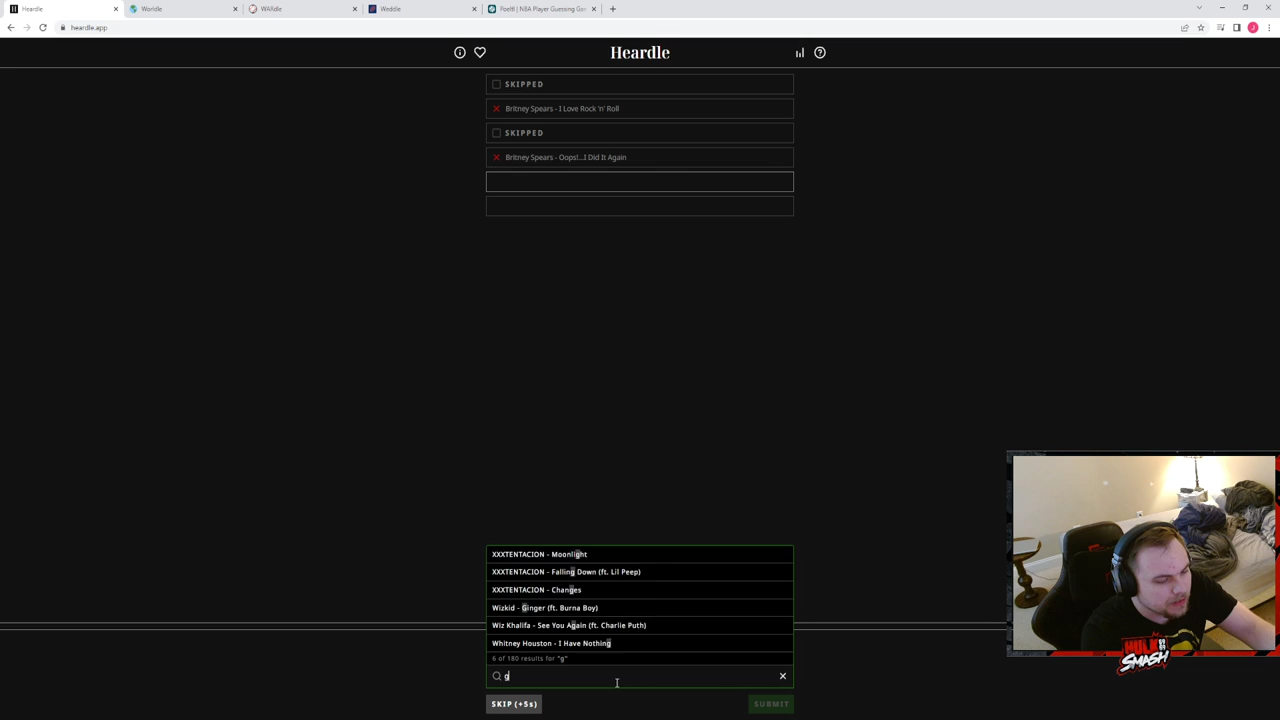 Heardle
Worldle
WARdle
Weddle
Poeltl | NBA Player Guessing Ga
heardle.app
J
Heardle
SKIPPED
Britney Spears - I Love Rock 'n' Roll
SKIPPED
Britney Spears - Oops!...I Did It Again
XXXTENTACION - Moonlight
XXXTENTACION - Falling Down (ft. Lil Peep)
XXXTENTACION - Changes
Wizkid - Ginger (ft. Burna Boy)
Wiz Khalifa - See You Again (ft. Charlie Puth)
Whitney Houston - I Have Nothing
6 of 180 results for "g"
g
SKIP (+5s)
SUBMIT
HULK
SMASH